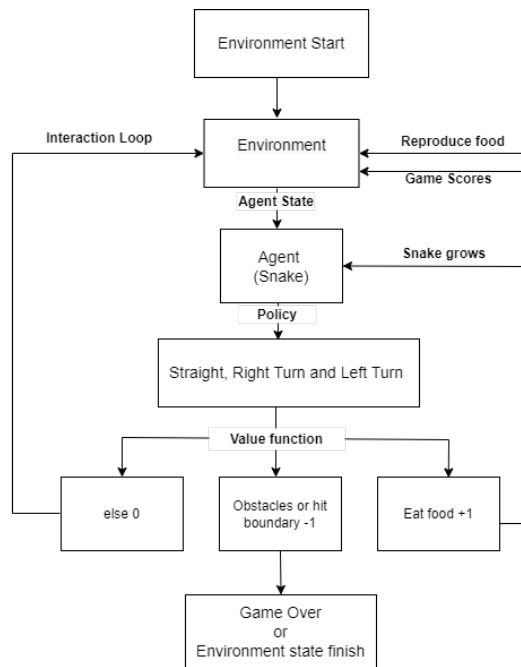 Environment Start
Interaction Loop
Environment
Reproduce food
Game Scores
Agent State
Agent
(Snake)
Snake grows
Policy
Straight, Right Turn and Left Turn
Value function
else 0
Obstacles or hit
boundary -1
Eat food +1
Game Over
or
Environment state finish